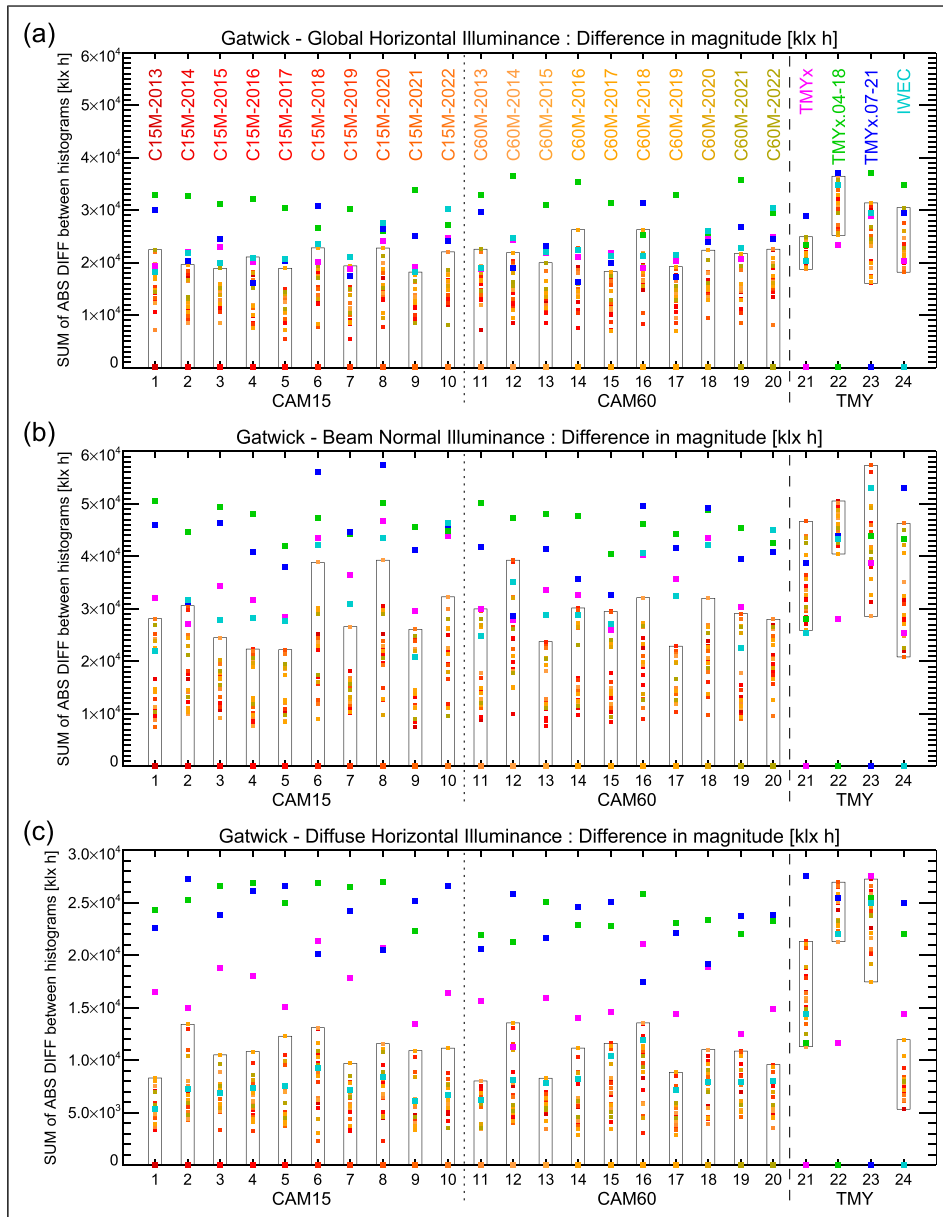 (a)
Gatwick - Global Horizontal Illuminance : Difference in magnitude [klx h]
SUM of ABS DIFF between histograms [klx h]
6×10⁴
5×10⁴
4×10⁴
3×10⁴
2×10⁴
1×10⁴
0
C15M-2013
C15M-2014
C15M-2015
C15M-2016
C15M-2017
C15M-2018
C15M-2019
C15M-2020
C15M-2021
C15M-2022
C60M-2013
C60M-2014
C60M-2015
C60M-2016
C60M-2017
C60M-2018
C60M-2019
C60M-2020
C60M-2021
C60M-2022
TMYx
TMYx.04-18
TMYx.07-21
IWEC
1 2 3 4 5 6 7 8 9 10 11 12 13 14 15 16 17 18 19 20 21 22 23 24
CAM15 CAM60 TMY
(b)
Gatwick - Beam Normal Illuminance : Difference in magnitude [klx h]
SUM of ABS DIFF between histograms [klx h]
6×10⁴
5×10⁴
4×10⁴
3×10⁴
2×10⁴
1×10⁴
0
1 2 3 4 5 6 7 8 9 10 11 12 13 14 15 16 17 18 19 20 21 22 23 24
CAM15 CAM60 TMY
(c)
Gatwick - Diffuse Horizontal Illuminance : Difference in magnitude [klx h]
SUM of ABS DIFF between histograms [klx h]
3.0×10⁴
2.5×10⁴
2.0×10⁴
1.5×10⁴
1.0×10⁴
5.0×10³
0
1 2 3 4 5 6 7 8 9 10 11 12 13 14 15 16 17 18 19 20 21 22 23 24
CAM15 CAM60 TMY